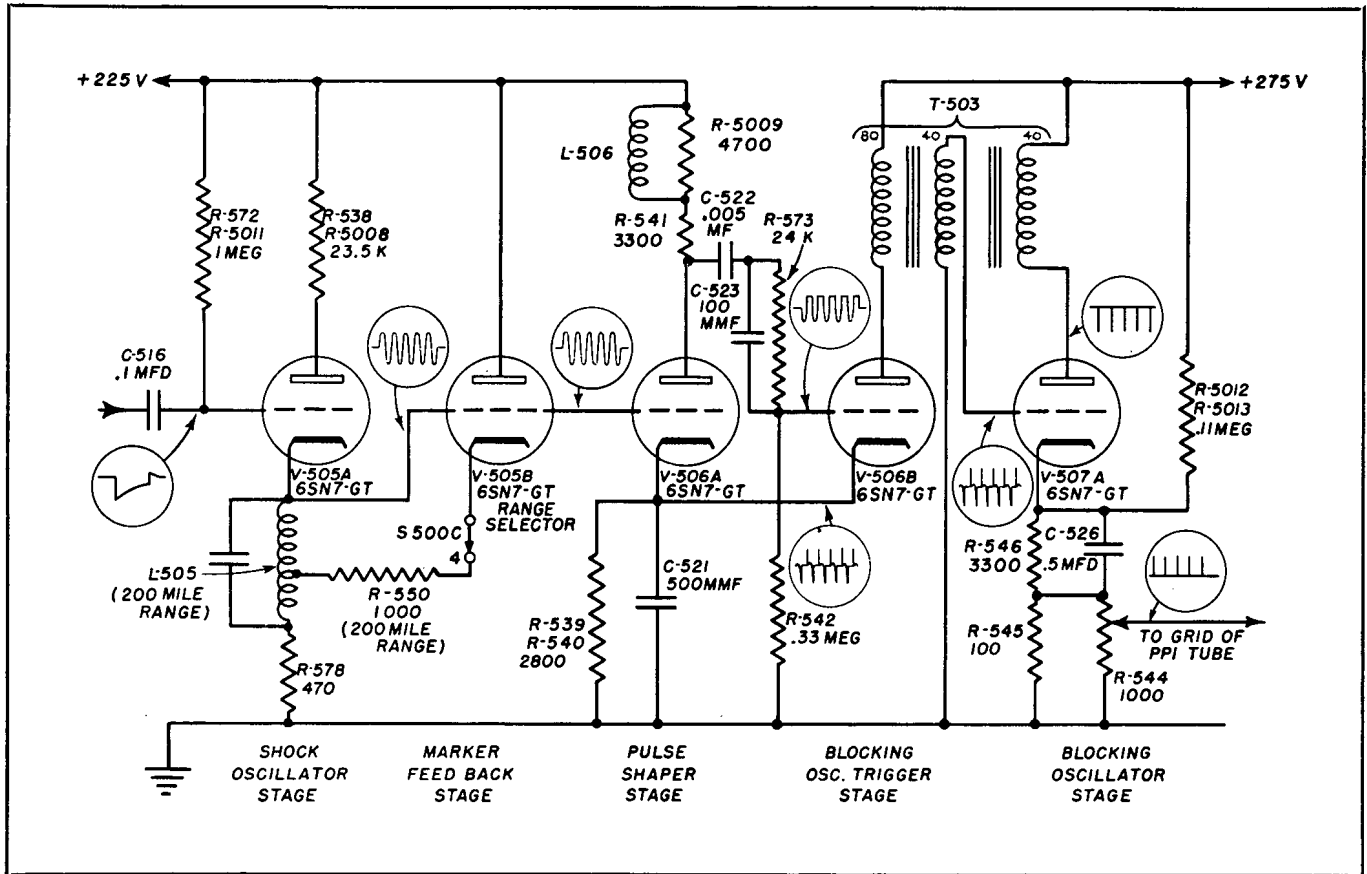 +225 V
+275 V
T-503
80
40
40
L-506
R-5009
4700
C-522
.005
MF
R-573
24 K
R-541
3300
C-523
100
MMF
R-572
R-5011
1 MEG
R-538
R-5008
23.5 K
C-516
.1 MFD
R-5012
R-5013
.11 MEG
V-505A
6SN7-GT
V-505B
6SN7-GT
RANGE
SELECTOR
V-506A
6SN7-GT
V-506B
6SN7-GT
V-507A
6SN7-GT
S 500C
4
L-505
(200 MILE
RANGE)
R-550
1000
(200 MILE
RANGE)
C-521
500MMF
R-546
3300
C-526
.5MFD
R-539
R-540
2800
R-542
.33 MEG
R-545
100
TO GRID OF
PPI TUBE
R-578
470
R-544
1000
SHOCK
OSCILLATOR
STAGE
MARKER
FEED BACK
STAGE
PULSE
SHAPER
STAGE
BLOCKING
OSC. TRIGGER
STAGE
BLOCKING
OSCILLATOR
STAGE